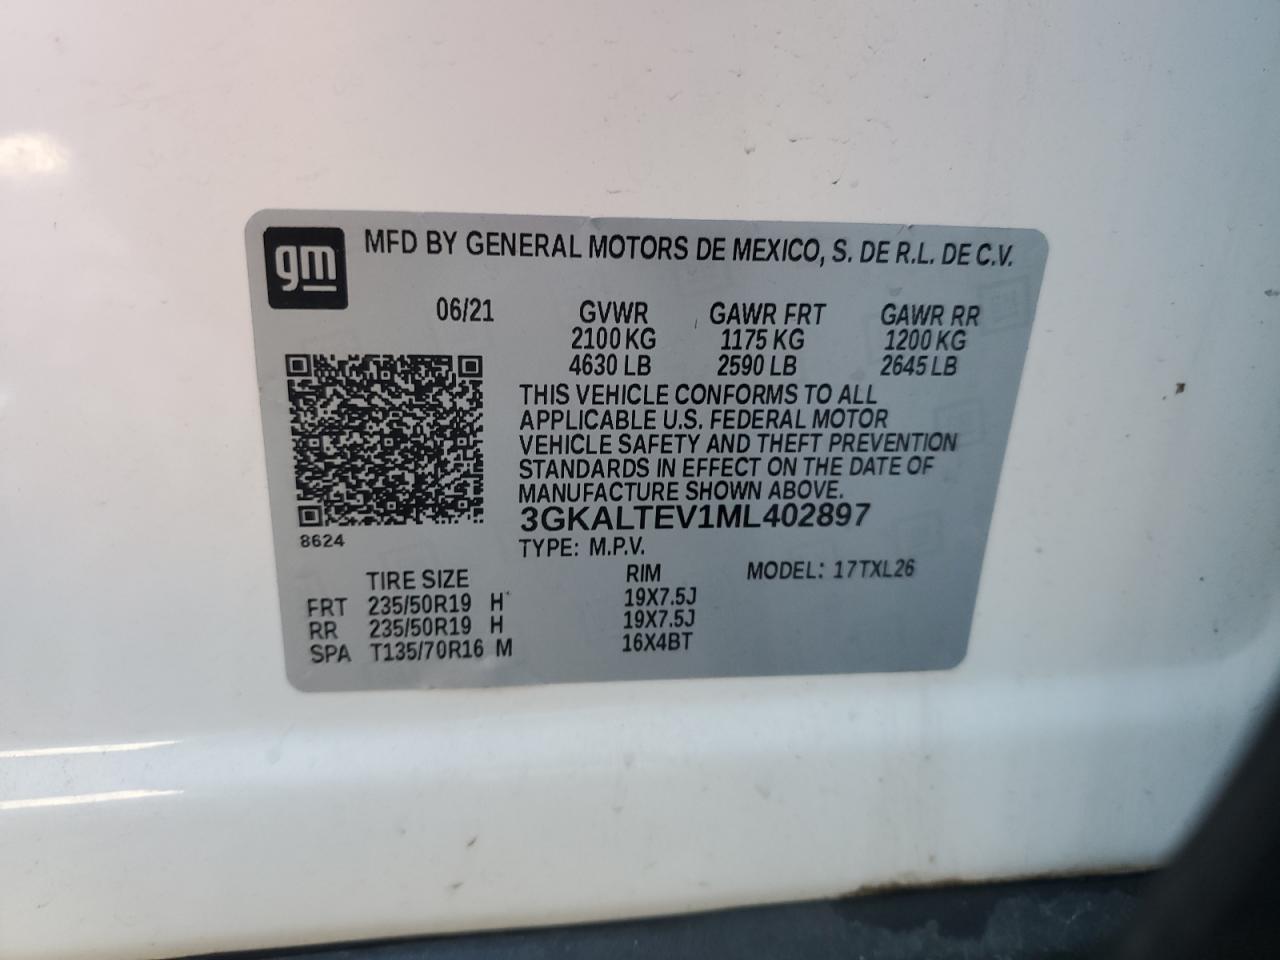 gm
MFD BY GENERAL MOTORS DE MEXICO, S. DE R.L. DE C.V.
06/21 GVWR GAWR FRT GAWR RR
2100 KG 1175 KG 1200 KG
4630 LB 2590 LB 2645 LB
THIS VEHICLE CONFORMS TO ALL
APPLICABLE U.S. FEDERAL MOTOR
VEHICLE SAFETY AND THEFT PREVENTION
STANDARDS IN EFFECT ON THE DATE OF
MANUFACTURE SHOWN ABOVE.
3GKALTEV1ML402897
8624
TYPE: M.P.V.
TIRE SIZE RIM MODEL: 17TXL26
FRT 235/50R19 H 19X7.5J
RR 235/50R19 H 19X7.5J
SPA T135/70R16 M 16X4BT